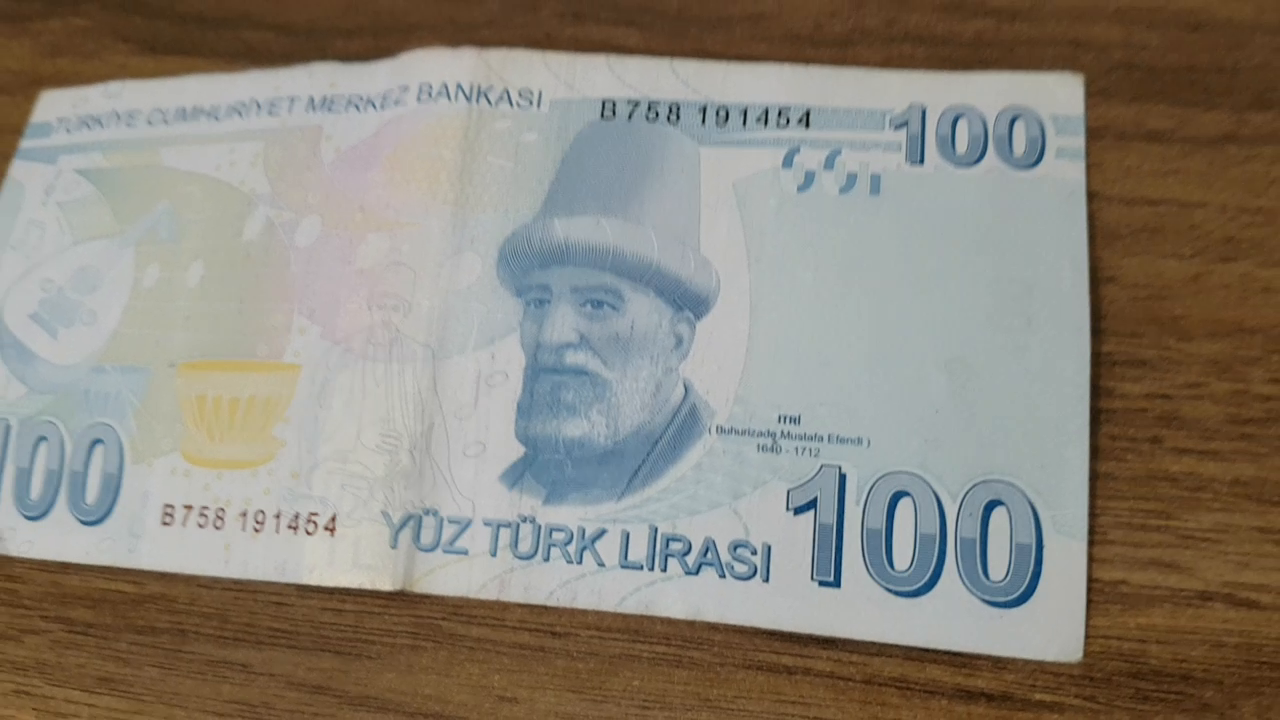 TÜRKİYE CUMHURİYET MERKEZ BANKASI
B758 191454
100
İTRİ
( Buhurizade Mustafa Efendi )
1640 - 1712
100
B758 191454
YÜZ TÜRK LİRASI
100